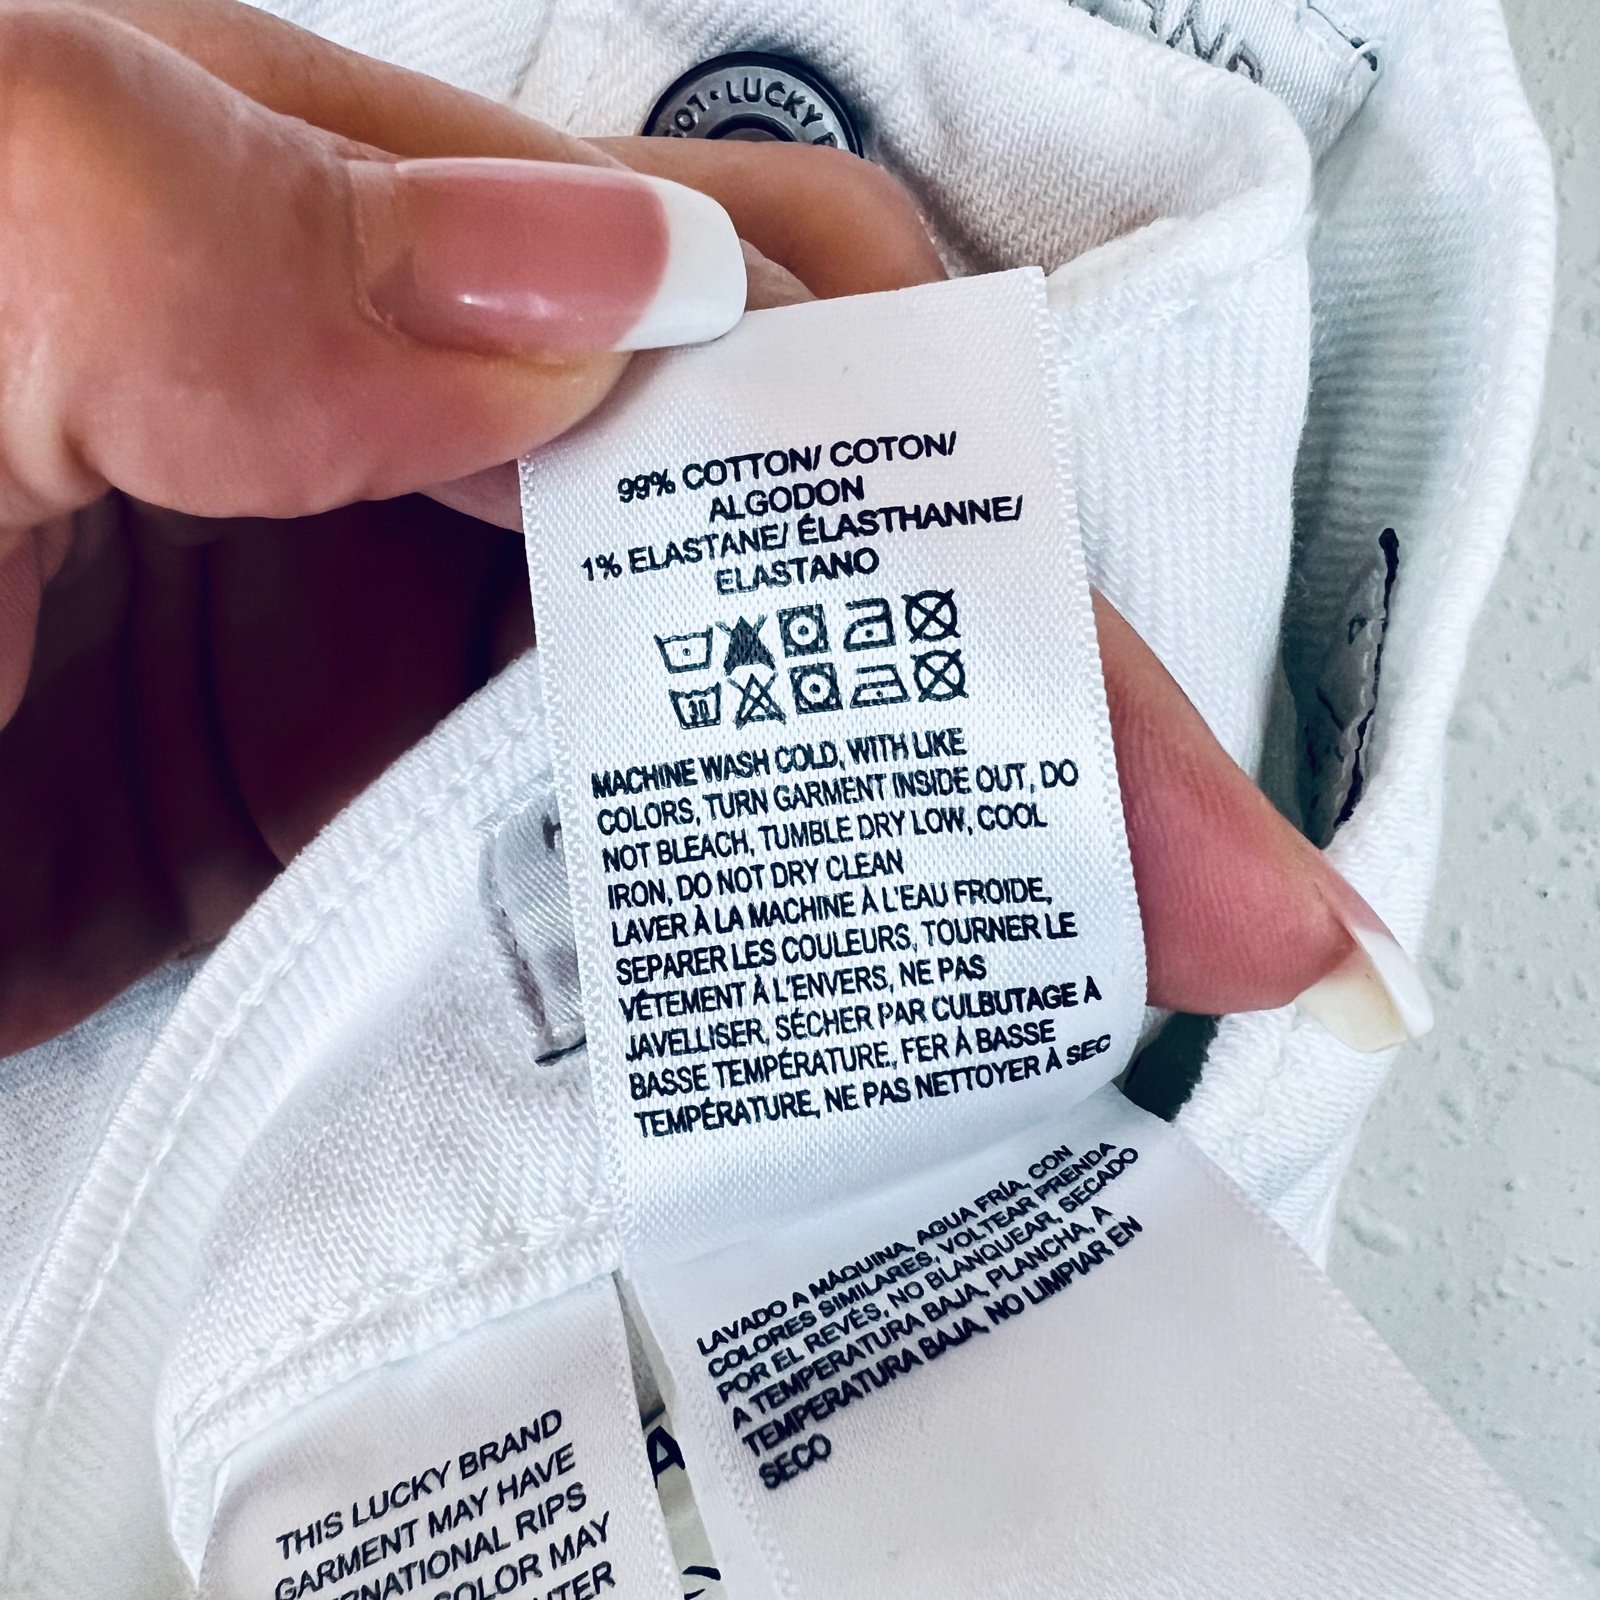 LUCKY
99% COTTON/ COTON/
ALGODON
1% ELASTANE/ ÉLASTHANNE/
ELASTANO
30
MACHINE WASH COLD, WITH LIKE
COLORS, TURN GARMENT INSIDE OUT, DO
NOT BLEACH, TUMBLE DRY LOW, COOL
IRON, DO NOT DRY CLEAN
LAVER À LA MACHINE À L'EAU FROIDE,
SEPARER LES COULEURS, TOURNER LE
VÊTEMENT À L'ENVERS, NE PAS
JAVELLISER, SÉCHER PAR CULBUTAGE À
BASSE TEMPÉRATURE, FER À BASSE
TEMPÉRATURE, NE PAS NETTOYER À SEC
LAVADO A MÁQUINA, AGUA FRÍA, CON
COLORES SIMILARES, VOLTEAR PRENDA
POR EL REVÉS, NO BLANQUEAR, SECADO
A TEMPERATURA BAJA, PLANCHA, A
TEMPERATURA BAJA, NO LIMPIAR EN
SECO
THIS LUCKY BRAND
GARMENT MAY HAVE
RIPS
COLOR MAY